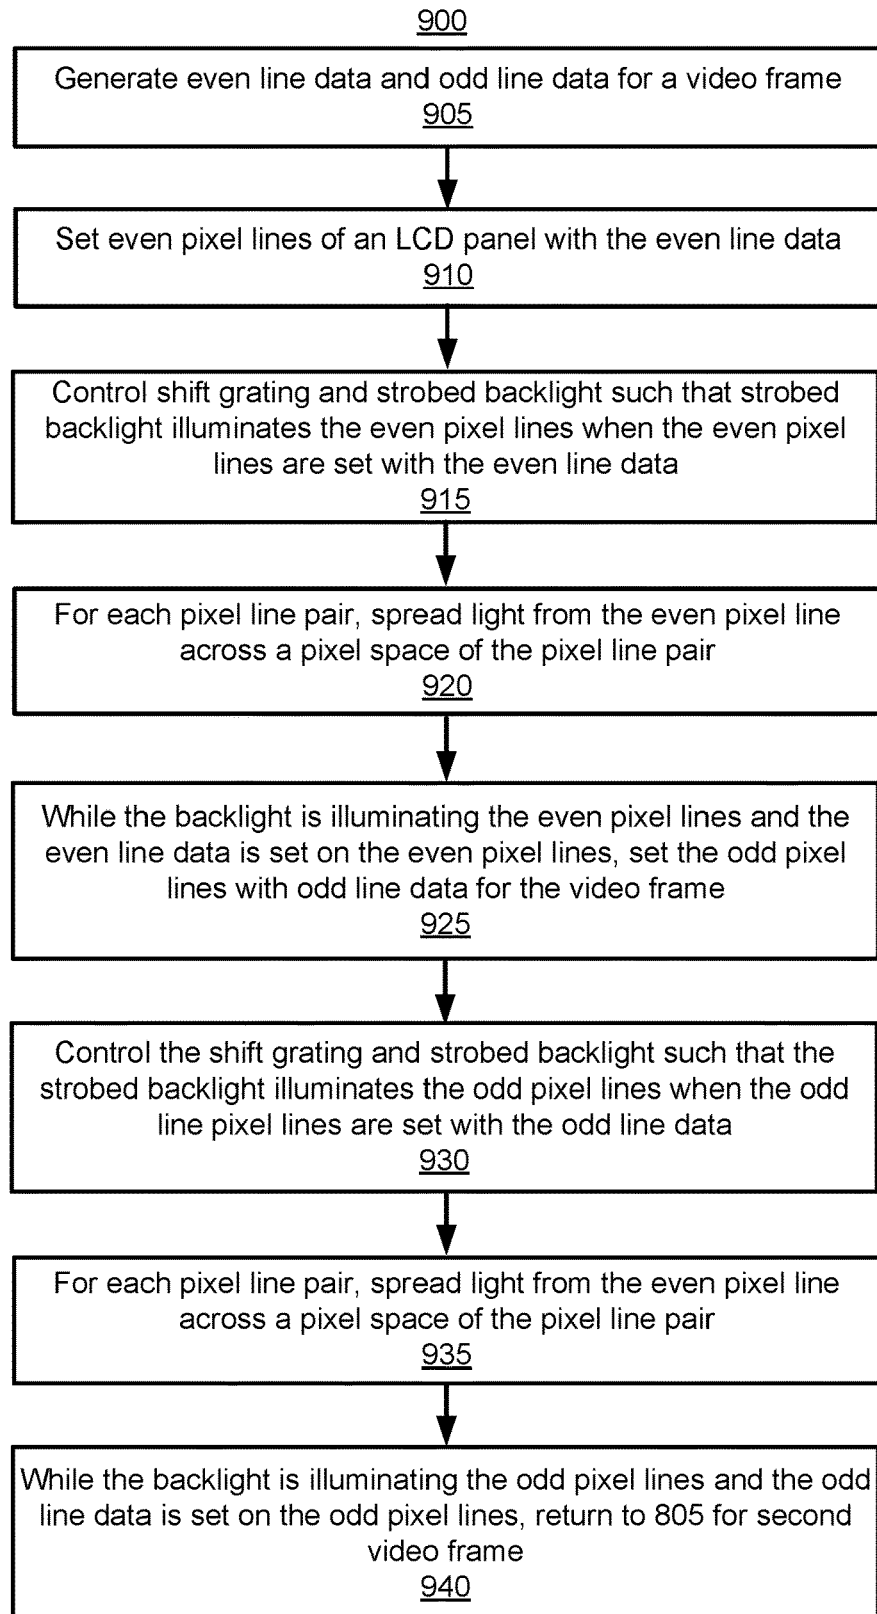 900
Generate even line data and odd line data for a video frame
905
Set even pixel lines of an LCD panel with the even line data
910
Control shift grating and strobed backlight such that strobed
backlight illuminates the even pixel lines when the even pixel
lines are set with the even line data
915
For each pixel line pair, spread light from the even pixel line
across a pixel space of the pixel line pair
920
While the backlight is illuminating the even pixel lines and the
even line data is set on the even pixel lines, set the odd pixel
lines with odd line data for the video frame
925
Control the shift grating and strobed backlight such that the
strobed backlight illuminates the odd pixel lines when the odd
line pixel lines are set with the odd line data
930
For each pixel line pair, spread light from the even pixel line
across a pixel space of the pixel line pair
935
While the backlight is illuminating the odd pixel lines and the odd
line data is set on the odd pixel lines, return to 805 for second
video frame
940